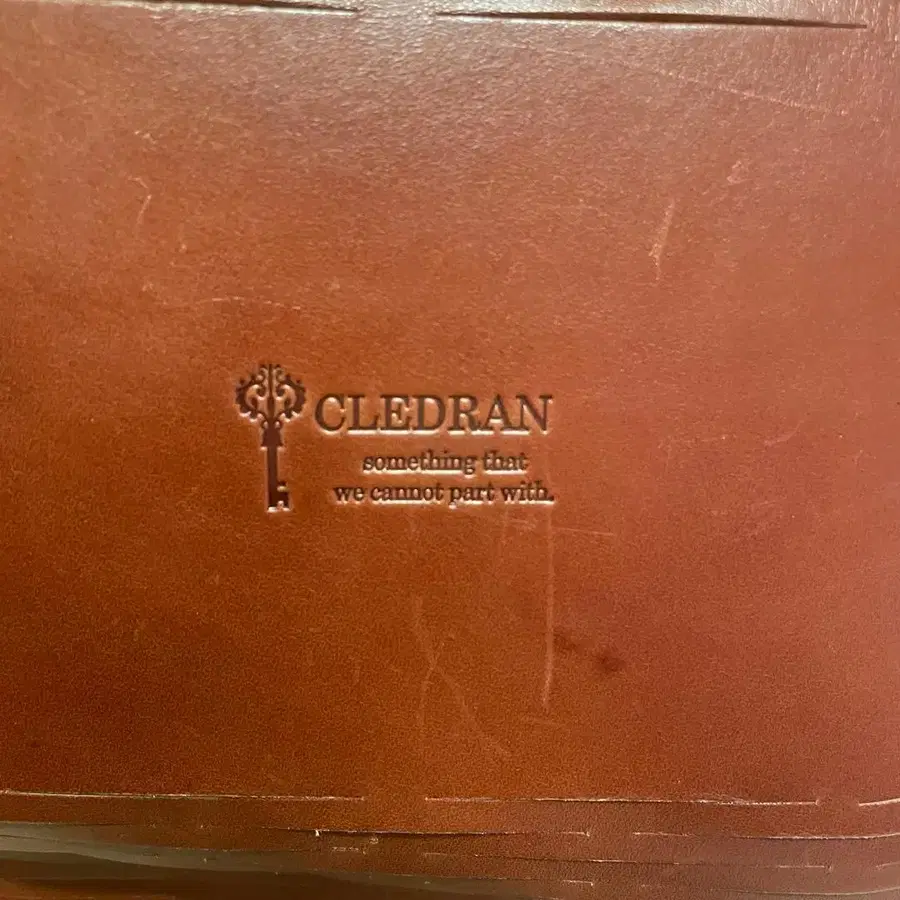 CLEDRAN
something that
we cannot part with.